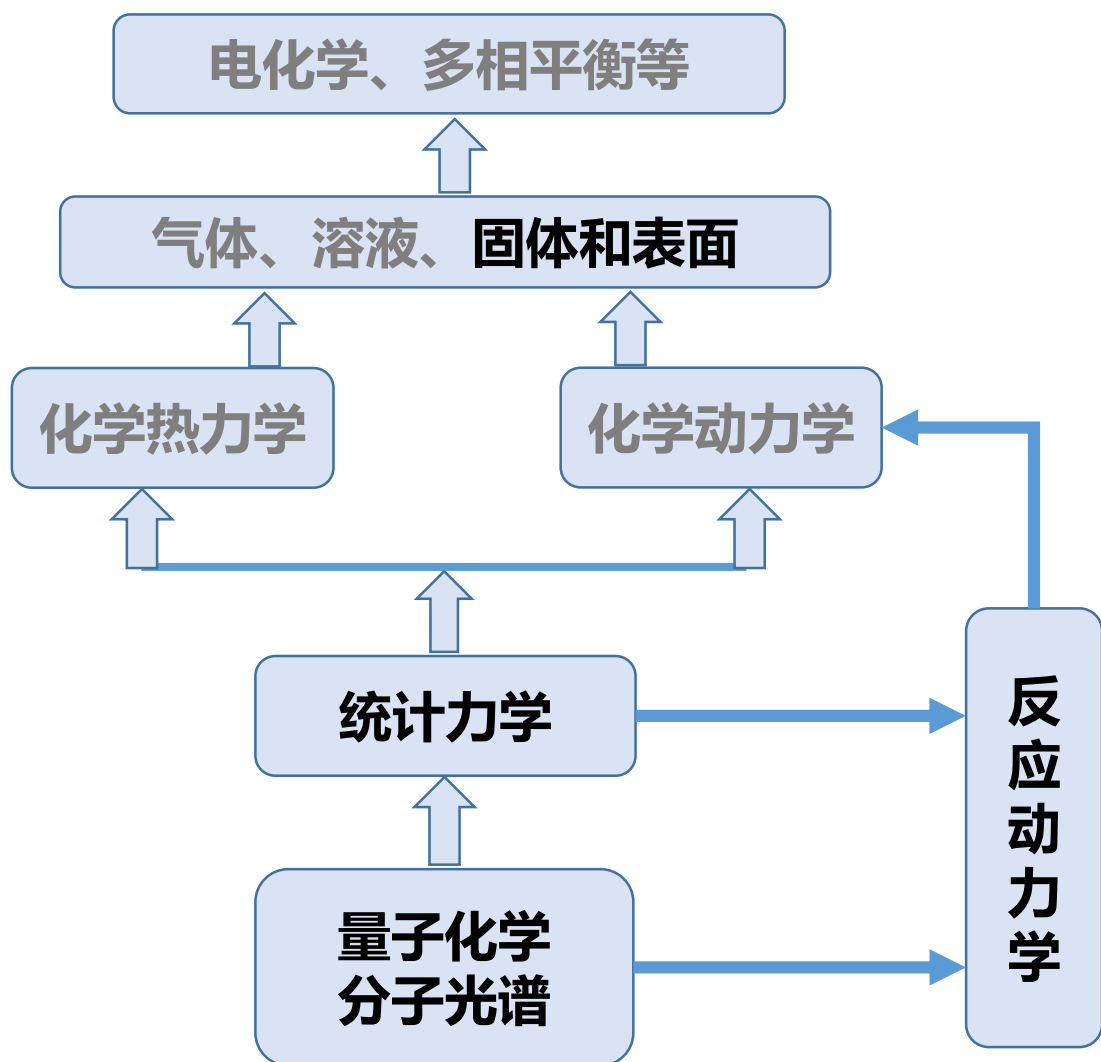 电化学、多相平衡等
气体、溶液、固体和表面
化学热力学
化学动力学
统计力学
反应动力学
量子化学
分子光谱